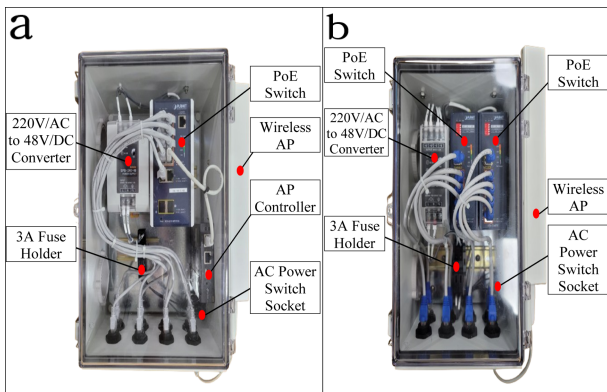 a
PoE
Switch
220V/AC
to 48V/DC
Converter
Wireless
AP
AP
Controller
3A Fuse
Holder
AC Power
Switch
Socket
b
PoE
Switch
PoE
Switch
220V/AC
to 48V/DC
Converter
Wireless
AP
3A Fuse
Holder
AC
Power
Switch
Socket